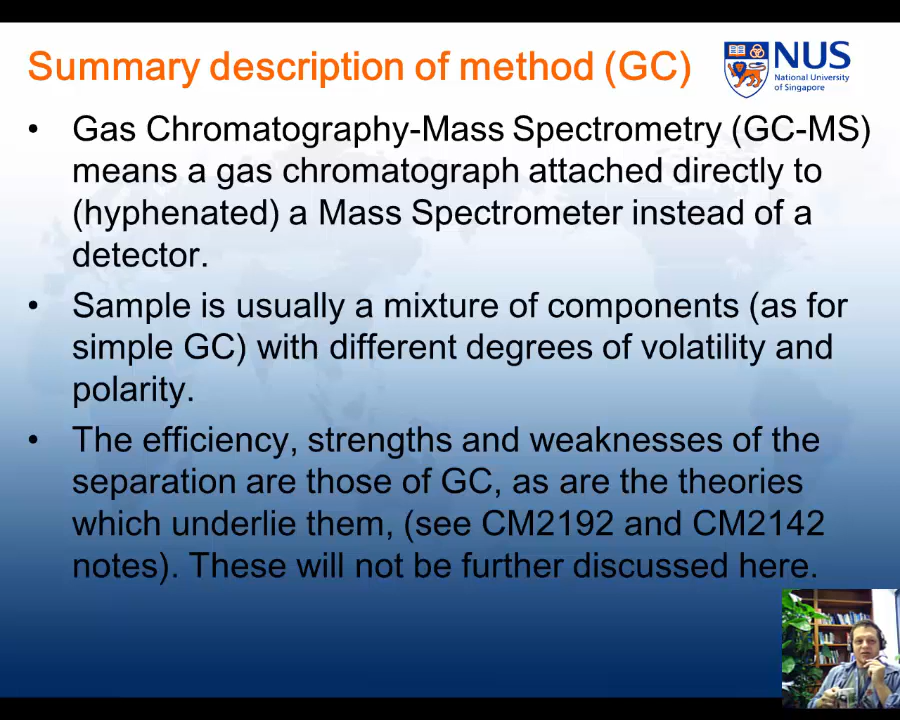 Summary description of method (GC)
NUS
National University
of Singapore
• Gas Chromatography-Mass Spectrometry (GC-MS)
means a gas chromatograph attached directly to
(hyphenated) a Mass Spectrometer instead of a
detector.
• Sample is usually a mixture of components (as for
simple GC) with different degrees of volatility and
polarity.
• The efficiency, strengths and weaknesses of the
separation are those of GC, as are the theories
which underlie them, (see CM2192 and CM2142
notes). These will not be further discussed here.